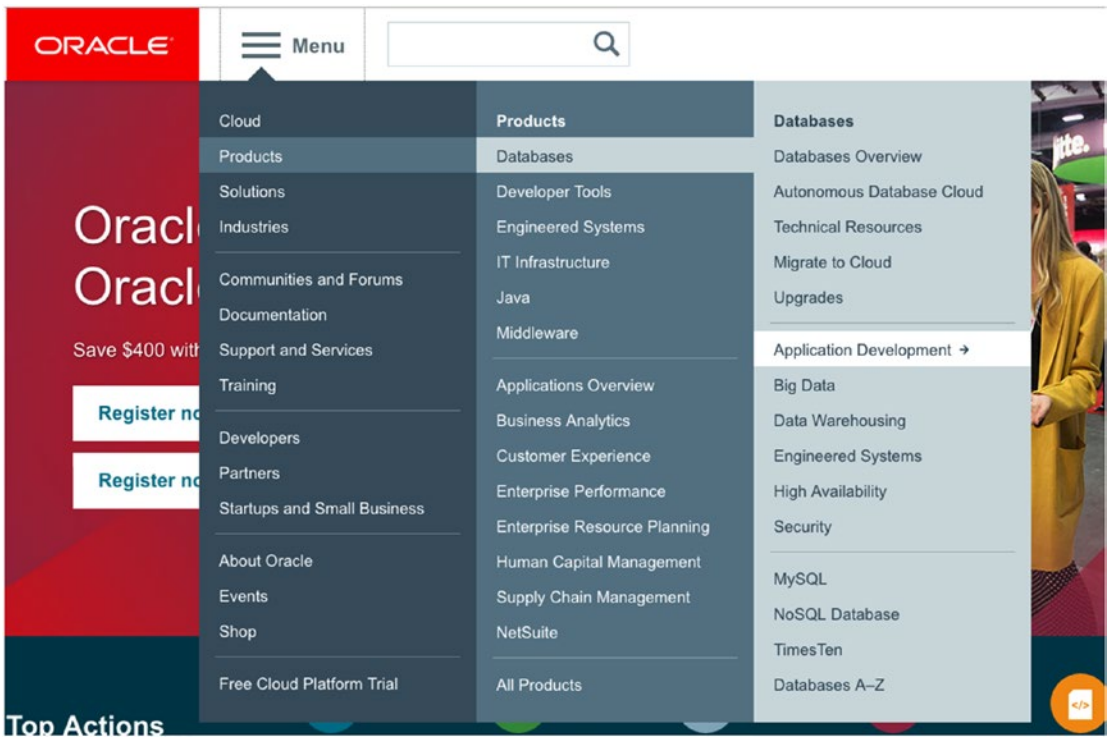 ORACLE
Menu
Cloud
Products
Solutions
Industries
Communities and Forums
Documentation
Support and Services
Training
Developers
Partners
Startups and Small Business
About Oracle
Events
Shop
Free Cloud Platform Trial
Products
Databases
Developer Tools
Engineered Systems
IT Infrastructure
Java
Middleware
Applications Overview
Business Analytics
Customer Experience
Enterprise Performance
Enterprise Resource Planning
Human Capital Management
Supply Chain Management
NetSuite
All Products
Databases
Databases Overview
Autonomous Database Cloud
Technical Resources
Migrate to Cloud
Upgrades
Application Development →
Big Data
Data Warehousing
Engineered Systems
High Availability
Security
MySQL
NoSQL Database
TimesTen
Databases A–Z
Save $400 with
Register
Register
Top Actions